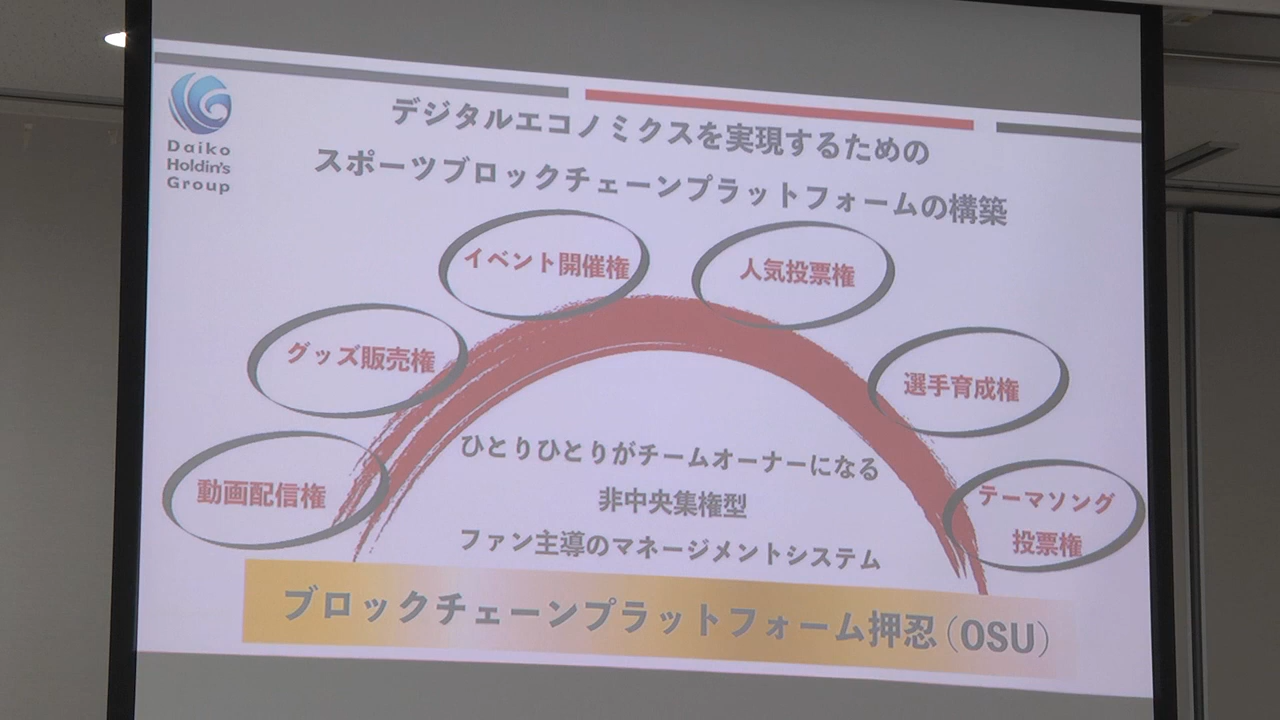 Daiko
Holdin's
Group
デジタルエコノミクスを実現するための
スポーツブロックチェーンプラットフォームの構築
イベント開催権
人気投票権
グッズ販売権
選手育成権
動画配信権
テーマソング
投票権
ひとりひとりがチームオーナーになる
非中央集権型
ファン主導のマネージメントシステム
ブロックチェーンプラットフォーム押忍(OSU)